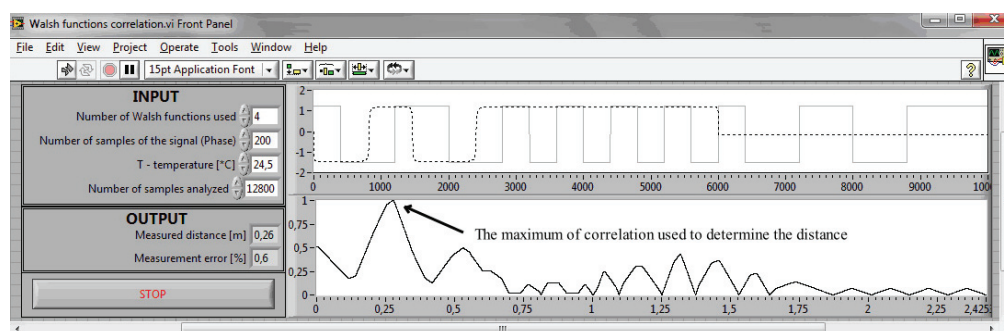 Walsh functions correlation.vi Front Panel
File Edit View Project Operate Tools Window Help
15pt Application Font
INPUT
Number of Walsh functions used 4
Number of samples of the signal (Phase) 200
T - temperature [°C] 24,5
Number of samples analyzed 12800
OUTPUT
Measured distance [m] 0,26
Measurement error [%] 0,6
STOP
2
1
0
-1
-2
0 1000 2000 3000 4000 5000 6000 7000 8000 9000 100
1
0,75
0,5
0,25
0
The maximum of correlation used to determine the distance
0 0,25 0,5 0,75 1 1,25 1,5 1,75 2 2,25 2,425